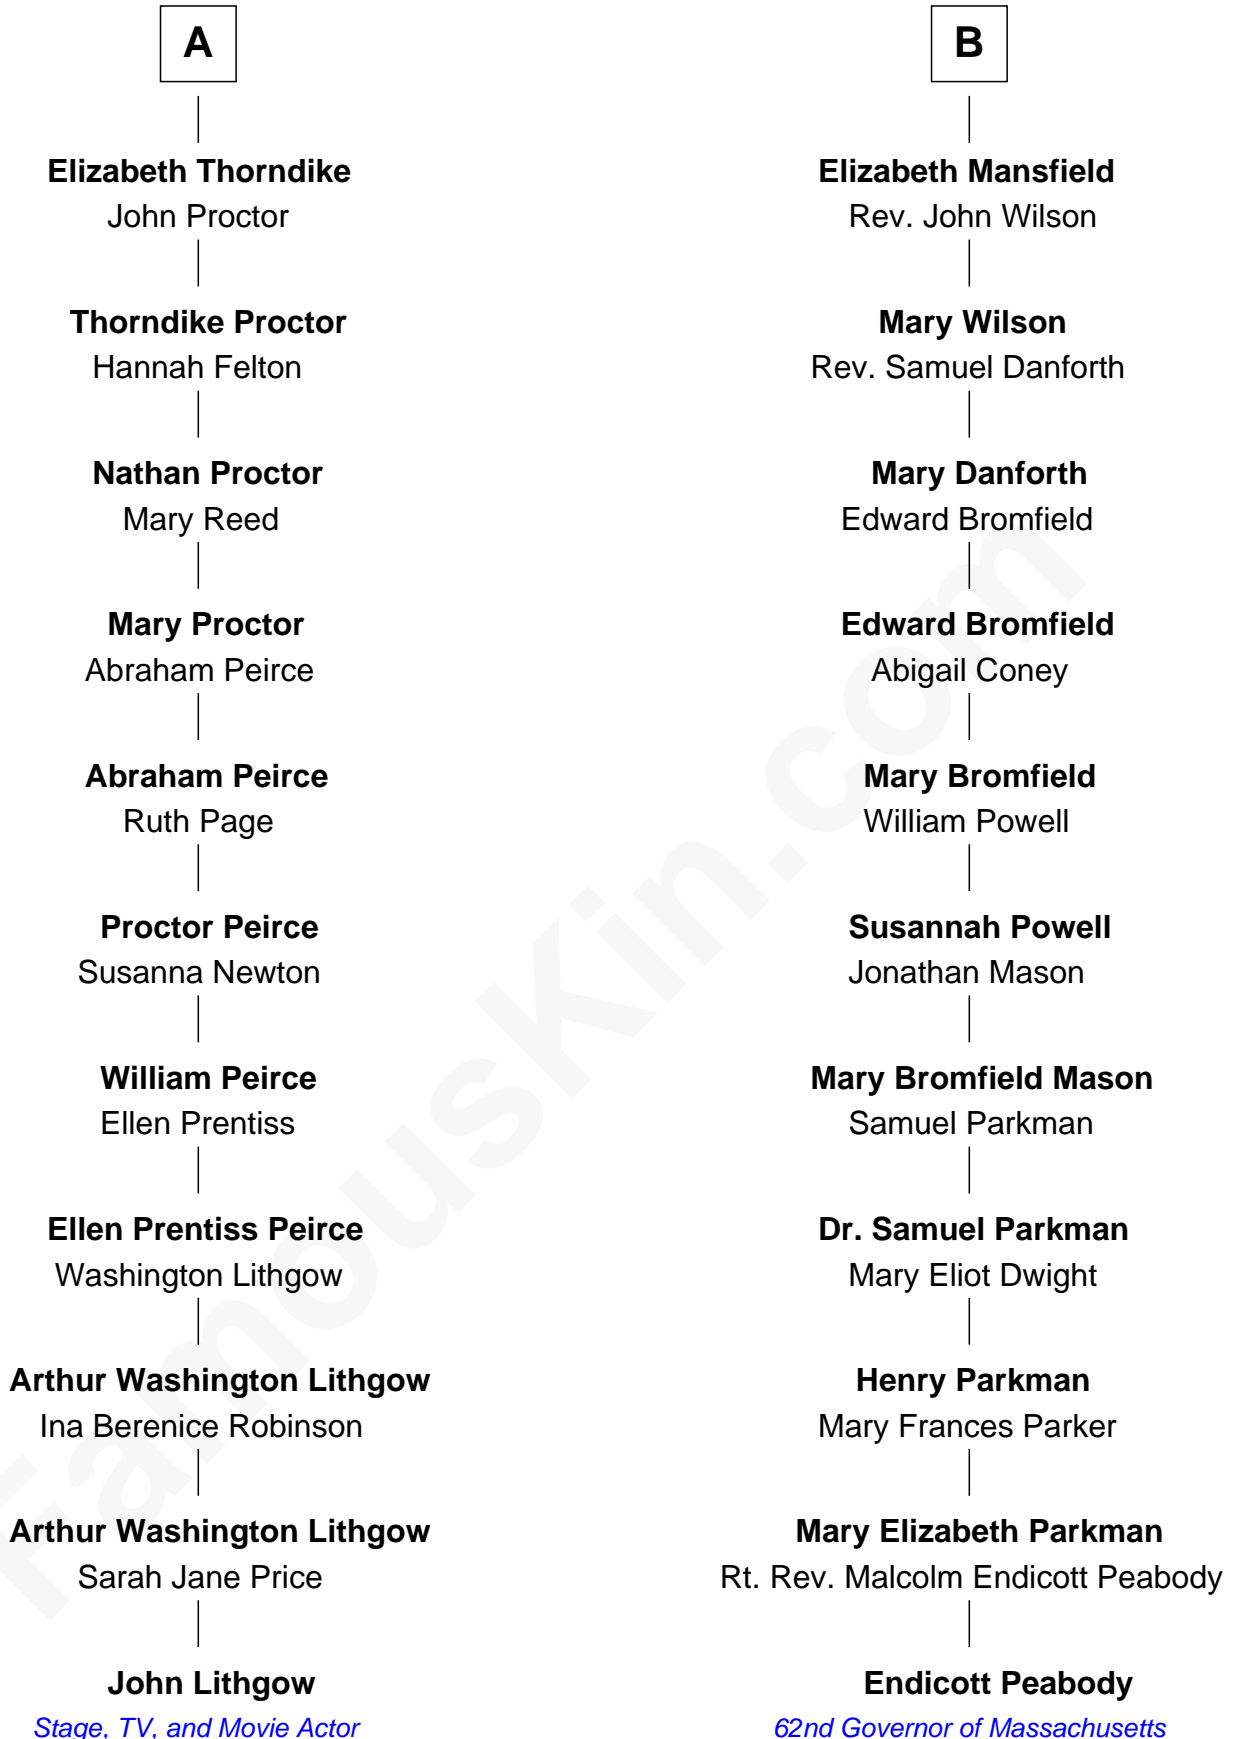 A
Elizabeth Thorndike
John Proctor
Thorndike Proctor
Hannah Felton
Nathan Proctor
Mary Reed
Mary Proctor
Abraham Peirce
Abraham Peirce
Ruth Page
Proctor Peirce
Susanna Newton
William Peirce
Ellen Prentiss
Ellen Prentiss Peirce
Washington Lithgow
Arthur Washington Lithgow
Ina Berenice Robinson
Arthur Washington Lithgow
Sarah Jane Price
John Lithgow
Stage, TV, and Movie Actor
B
Elizabeth Mansfield
Rev. John Wilson
Mary Wilson
Rev. Samuel Danforth
Mary Danforth
Edward Bromfield
Edward Bromfield
Abigail Coney
Mary Bromfield
William Powell
Susannah Powell
Jonathan Mason
Mary Bromfield Mason
Samuel Parkman
Dr. Samuel Parkman
Mary Eliot Dwight
Henry Parkman
Mary Frances Parker
Mary Elizabeth Parkman
Rt. Rev. Malcolm Endicott Peabody
Endicott Peabody
62nd Governor of Massachusetts
FamousKin.com